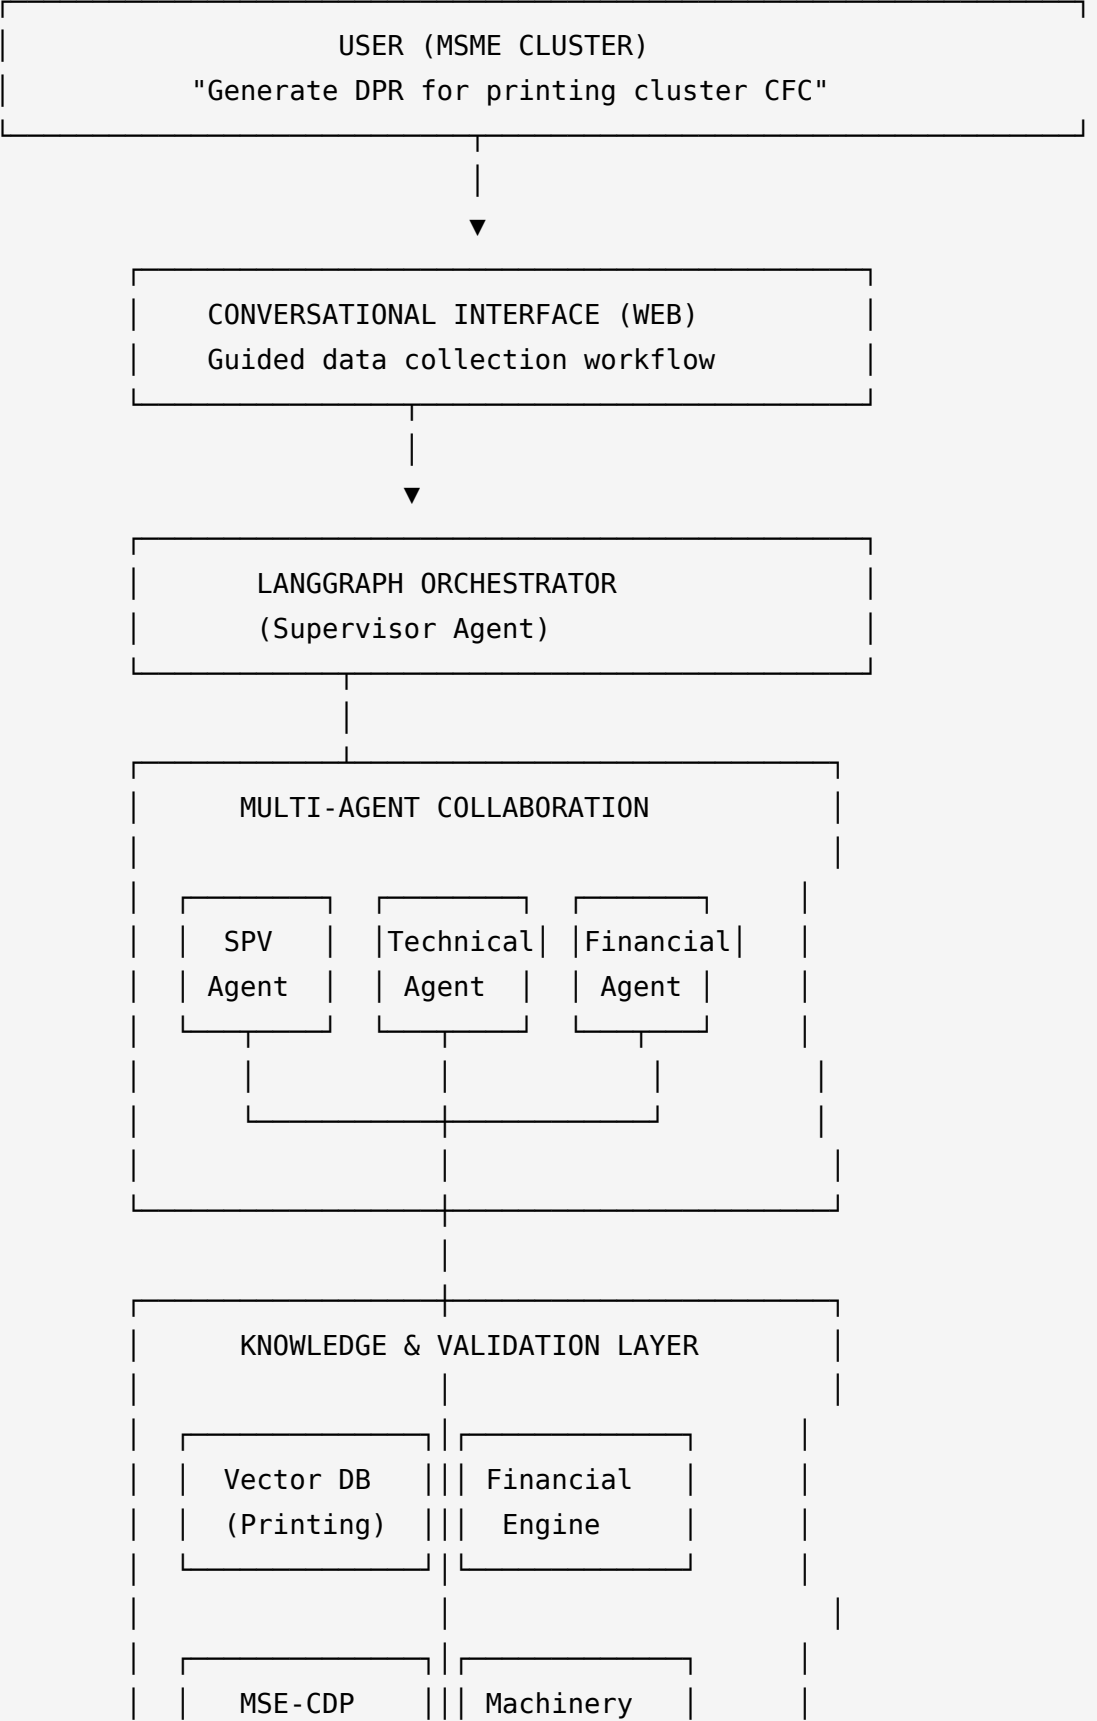 USER (MSME CLUSTER)
"Generate DPR for printing cluster CFC"
CONVERSATIONAL INTERFACE (WEB)
Guided data collection workflow
LANGGRAPH ORCHESTRATOR
(Supervisor Agent)
MULTI-AGENT COLLABORATION
SPV Technical Financial
Agent Agent Agent
KNOWLEDGE & VALIDATION LAYER
Vector DB Financial
(Printing) Engine
MSE-CDP Machinery